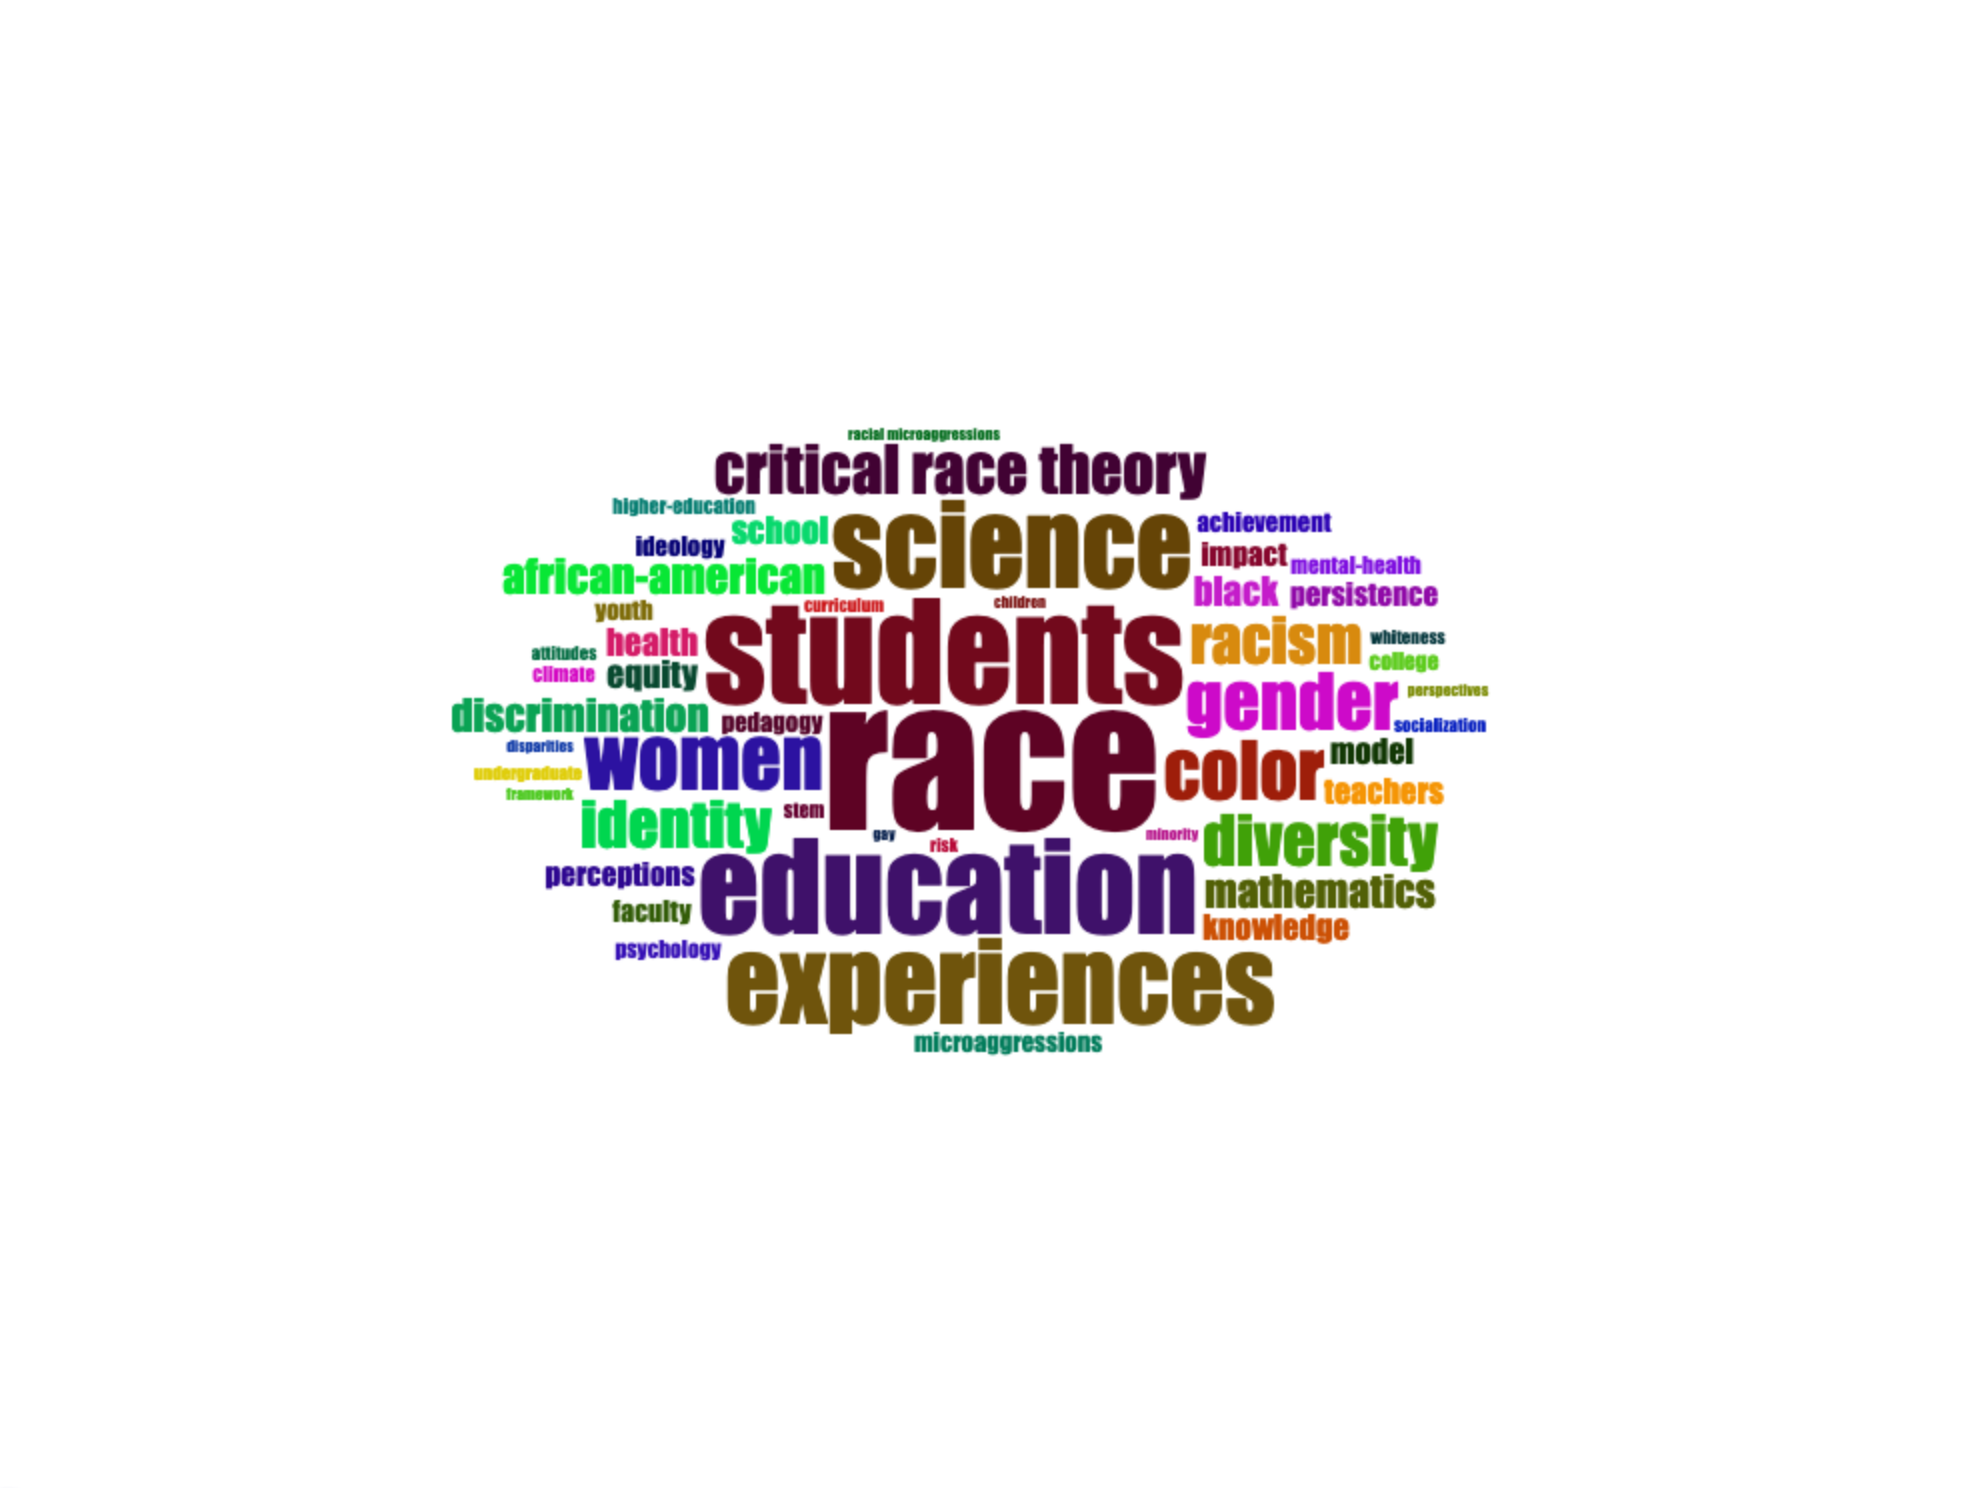 racial microaggressions
critical race theory
higher-education
science
achievement
school
ideology
impact
mental-health
african-american
black
persistence
youth
curriculum
children
students
racism
whiteness
health
attitudes
college
climate
equity
gender
perspectives
discrimination
pedagogy
socialization
race
disparities
women
color
model
undergraduate
teachers
framework
identity
stem
gay
risk
minority
diversity
perceptions
education
mathematics
faculty
knowledge
psychology
experiences
microaggressions